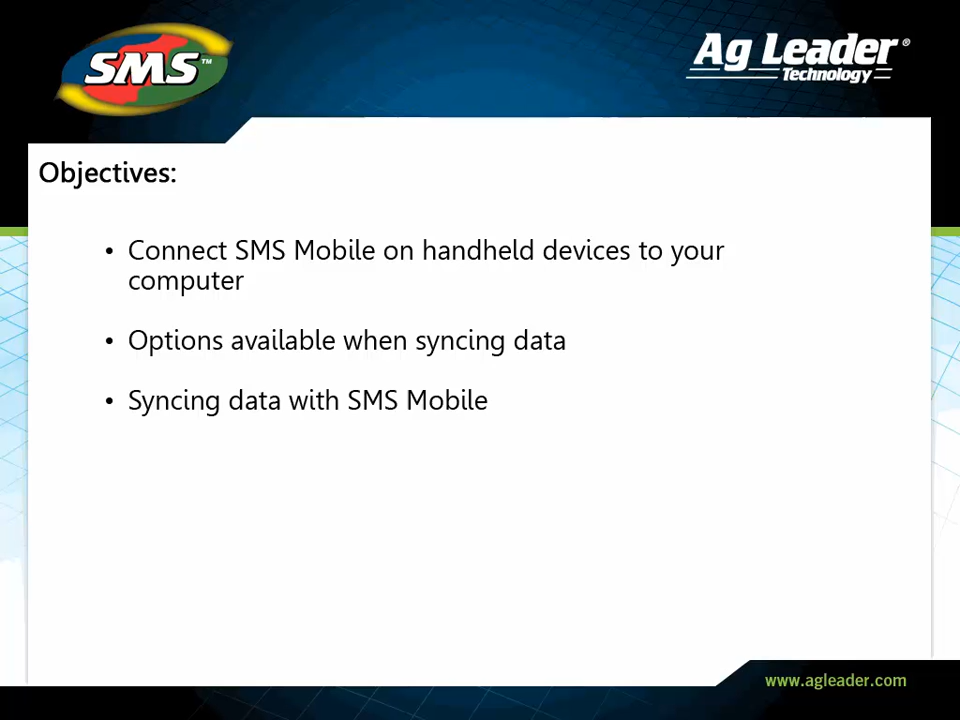 SMS™
Ag Leader®
Technology
Objectives:
• Connect SMS Mobile on handheld devices to your
computer
• Options available when syncing data
• Syncing data with SMS Mobile
www.agleader.com